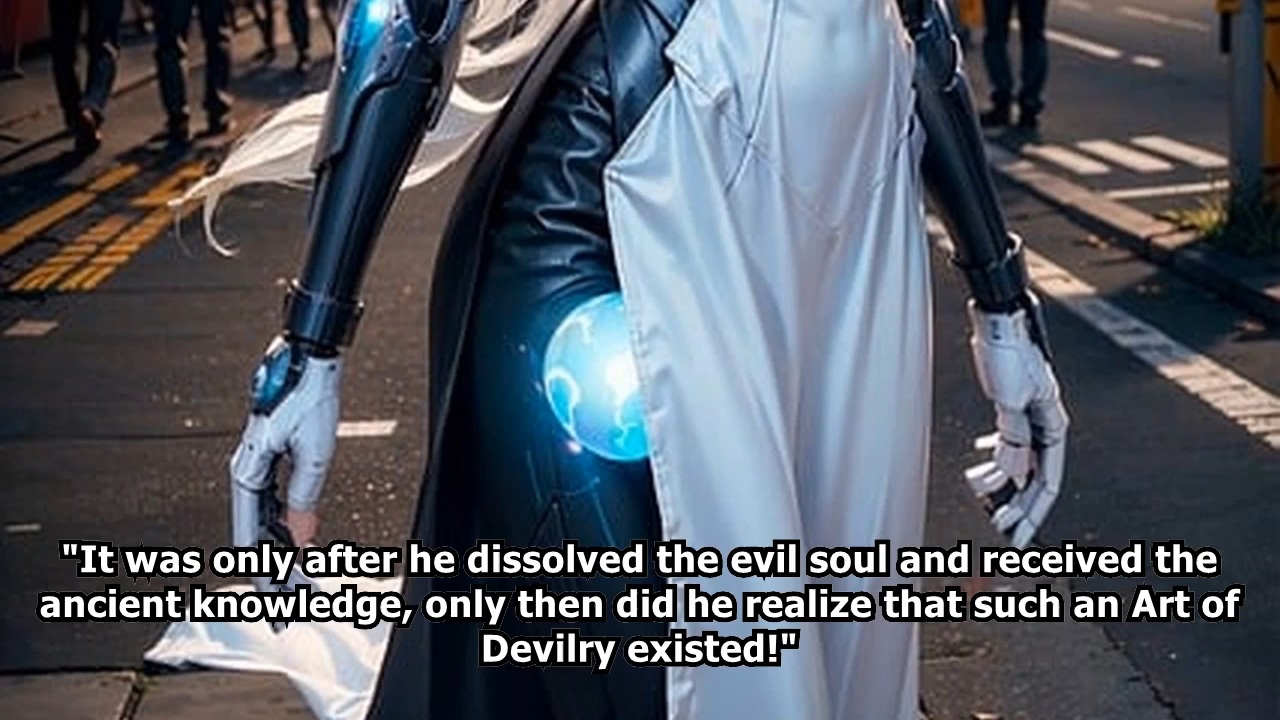 "It was only after he dissolved the evil soul and received the
ancient knowledge, only then did he realize that such an Art of
Devilry existed!"